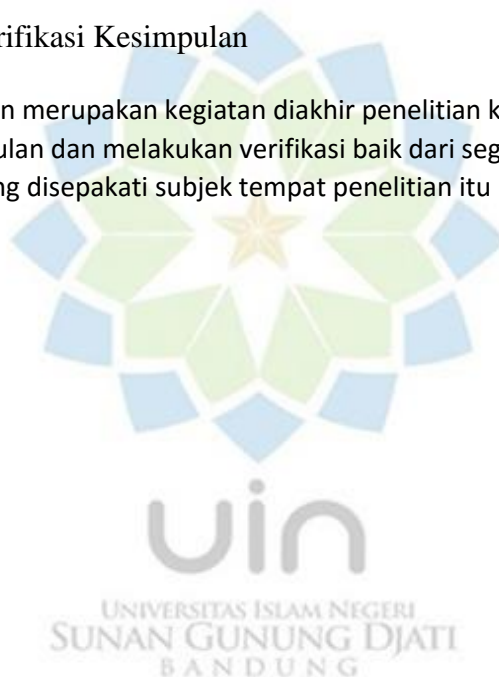 rifikasi Kesimpulan
n merupakan kegiatan diakhir penelitian k
ulan dan melakukan verifikasi baik dari seg
ng disepakati subjek tempat penelitian itu
uin
UNIVERSITAS ISLAM NEGERI
SUNAN GUNUNG DJATI
BANDUNG